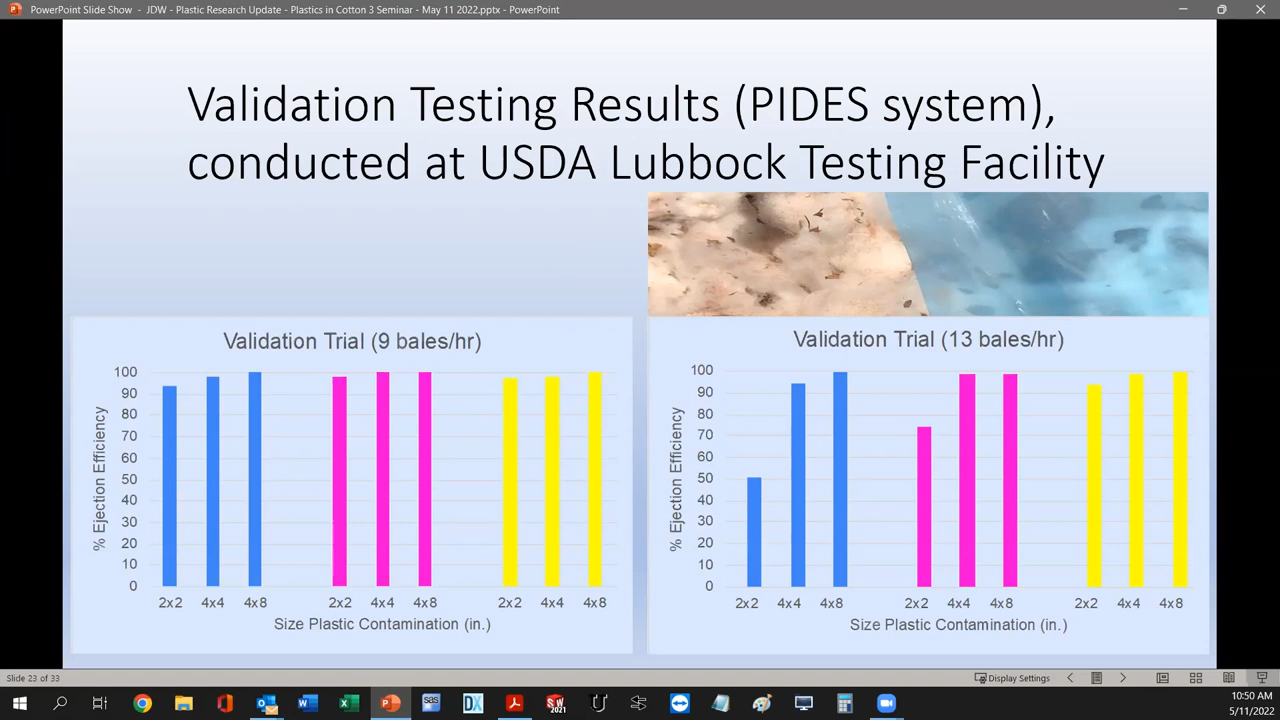 PowerPoint Slide Show - JDW - Plastic Research Update - Plastics in Cotton 3 Seminar - May 11 2022.pptx - PowerPoint
Validation Testing Results (PIDES system),
conducted at USDA Lubbock Testing Facility
Validation Trial (9 bales/hr)
100
90
80
70
60
50
40
30
20
10
0
% Ejection Efficiency
2x2 4x4 4x8 2x2 4x4 4x8 2x2 4x4 4x8
Size Plastic Contamination (in.)
Validation Trial (13 bales/hr)
100
90
80
70
60
50
40
30
20
10
0
% Ejection Efficiency
2x2 4x4 4x8 2x2 4x4 4x8 2x2 4x4 4x8
Size Plastic Contamination (in.)
Slide 23 of 33
Display Settings
sas
DX
SW
2021
10:50 AM
5/11/2022